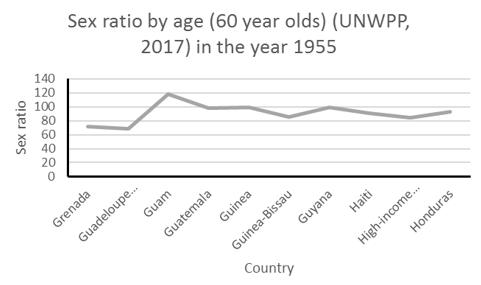 Sex ratio by age (60 year olds) (UNWPP,
2017) in the year 1955
140
120
100
80
60
40
20
0
Sex ratio
Grenada
Guadeloupe...
Guam
Guatemala
Guinea
Guinea-Bissau
Guyana
Haiti
High-income...
Honduras
Country